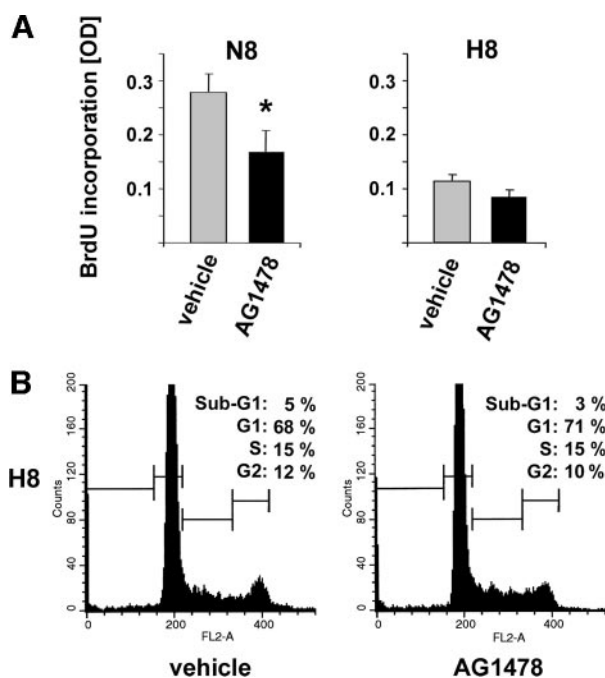 A
N8
H8
BrdU incorporation [OD]
0.3
0.2
0.1
*
vehicle
AG1478
0.3
0.2
0.1
vehicle
AG1478
B
H8
Counts
200
160
120
80
40
0
Sub-G1: 5 %
G1: 68 %
S: 15 %
G2: 12 %
0 200 400
FL2-A
vehicle
Counts
200
160
120
80
40
0
Sub-G1: 3 %
G1: 71 %
S: 15 %
G2: 10 %
0 200 400
FL2-A
AG1478